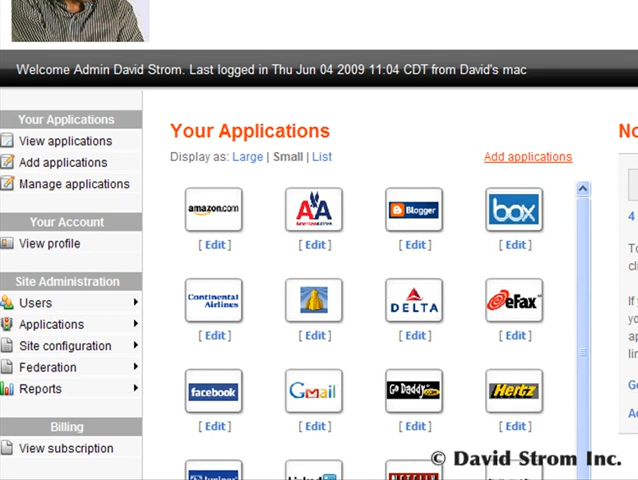 Welcome Admin David Strom. Last logged in Thu Jun 04 2009 11:04 CDT from David's mac
Your Applications
View applications
Add applications
Manage applications
Your Account
View profile
Site Administration
Users
Applications
Site configuration
Federation
Reports
Billing
View subscription
Your Applications
Display as: Large | Small | List
Add applications
amazon.com
AA
Blogger
box
[ Edit ] [ Edit ] [ Edit ] [ Edit ]
Continental Airlines
DELTA
eFax
[ Edit ] [ Edit ] [ Edit ] [ Edit ]
facebook
Gmail
Go Daddy
Hertz
[ Edit ] [ Edit ] [ Edit ] [ Edit ]
No
4
© David Strom Inc.